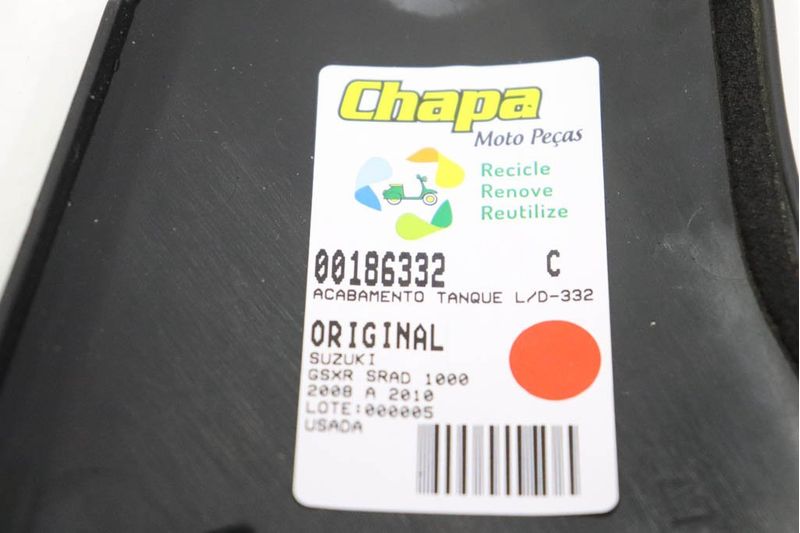 Chapa
Moto Peças
Recicle
Renove
Reutilize
00186332 C
ACABAMENTO TANQUE L/D-332
ORIGINAL
SUZUKI
GSXR SRAD 1000
2008 A 2010
LOTE:000005
USADA